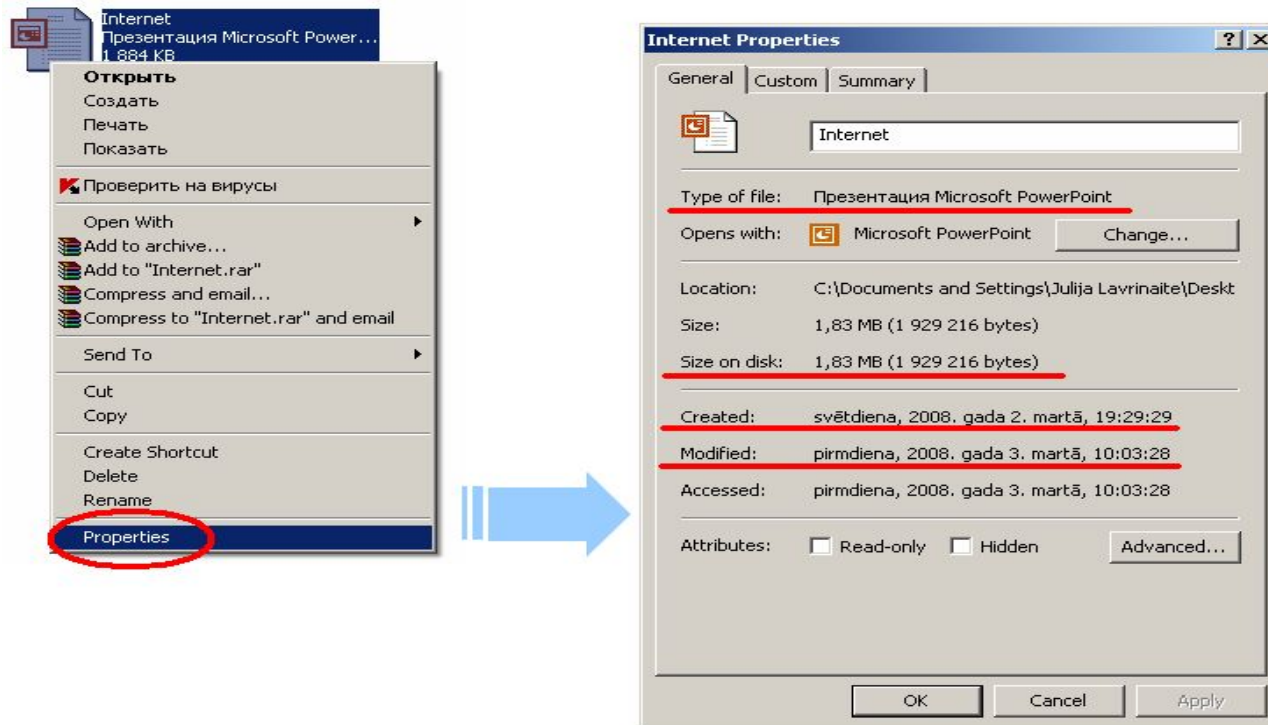 Internet
Презентация Microsoft Power...
1 884 KB
Открыть
Создать
Печать
Показать
Проверить на вирусы
Open With
Add to archive...
Add to "Internet.rar"
Compress and email...
Compress to "Internet.rar" and email
Send To
Cut
Copy
Create Shortcut
Delete
Rename
Properties
Internet Properties
General Custom Summary
Internet
Type of file: Презентация Microsoft PowerPoint
Opens with: Microsoft PowerPoint Change...
Location: C:\Documents and Settings\Julija Lavrinaite\Deskt
Size: 1,83 MB (1 929 216 bytes)
Size on disk: 1,83 MB (1 929 216 bytes)
Created: svētdiena, 2008. gada 2. martā, 19:29:29
Modified: pirmdiena, 2008. gada 3. martā, 10:03:28
Accessed: pirmdiena, 2008. gada 3. martā, 10:03:28
Attributes: Read-only Hidden Advanced...
OK Cancel Apply